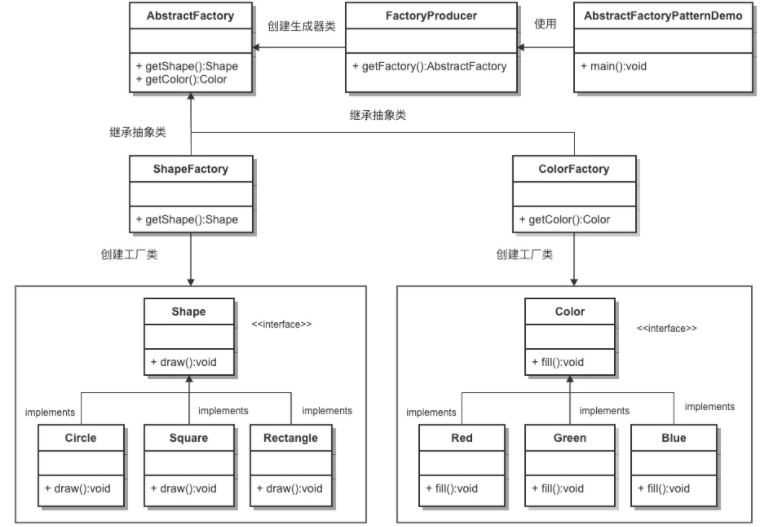 AbstractFactory
+ getShape():Shape
+ getColor():Color
创建生成器类
FactoryProducer
+ getFactory():AbstractFactory
使用
AbstractFactoryPatternDemo
+ main():void
继承抽象类
继承抽象类
ShapeFactory
+ getShape():Shape
ColorFactory
+ getColor():Color
创建工厂类
创建工厂类
Shape
+ draw():void
<<interface>>
implements
implements
implements
Circle
+ draw():void
Square
+ draw():void
Rectangle
+ draw():void
Color
+ fill():void
<<interface>>
implements
implements
implements
Red
+ fill():void
Green
+ fill():void
Blue
+ fill():void